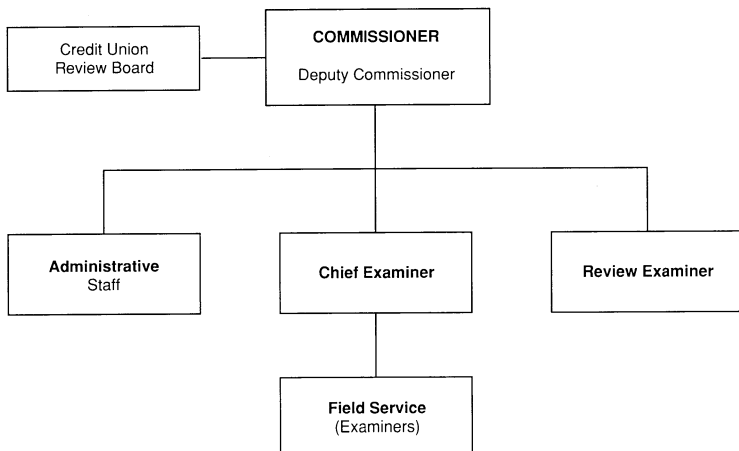 Credit Union
Review Board
COMMISSIONER
Deputy Commissioner
Administrative
Staff
Chief Examiner
Review Examiner
Field Service
(Examiners)